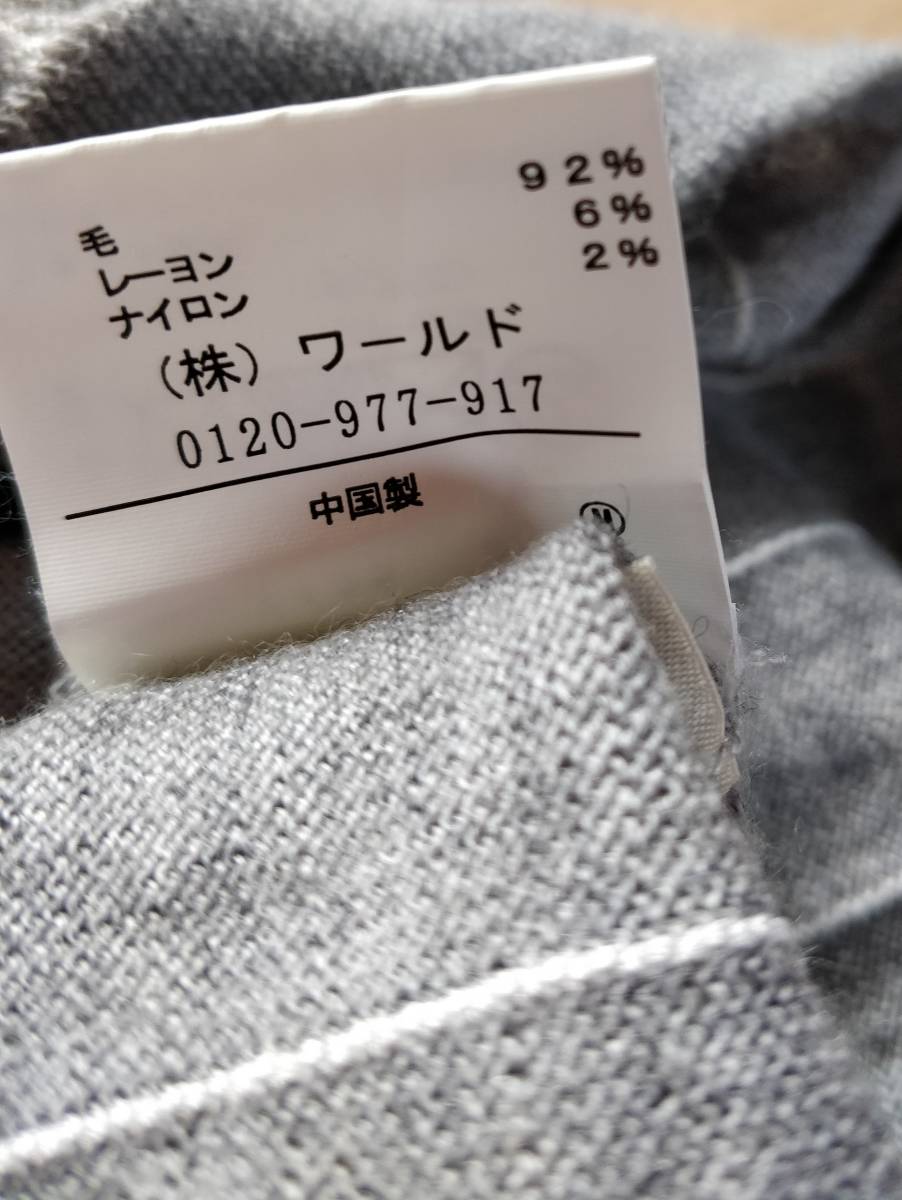 毛 92%
レーヨン 6%
ナイロン 2%
(株) ワールド
0120-977-917
中国製
Ⓜ